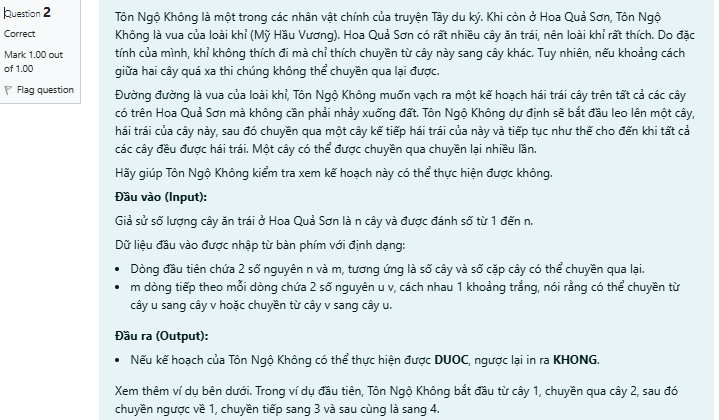 Question 2
Correct
Mark 1.00 out
of 1.00
Flag question
Tôn Ngộ Không là một trong các nhân vật chính của truyện Tây du ký. Khi còn ở Hoa Quả Sơn, Tôn Ngộ
Không là vua của loài khỉ (Mỹ Hầu Vương). Hoa Quả Sơn có rất nhiều cây ăn trái, nên loài khỉ rất thích. Do đặc
tính của mình, khỉ không thích đi mà chỉ thích chuyền từ cây này sang cây khác. Tuy nhiên, nếu khoảng cách
giữa hai cây quá xa thì chúng không thể chuyền qua lại được.
Đường đường là vua của loài khỉ, Tôn Ngộ Không muốn vạch ra một kế hoạch hái trái cây trên tất cả các cây
có trên Hoa Quả Sơn mà không cần phải nhảy xuống đất. Tôn Ngộ Không dự định sẽ bắt đầu leo lên một cây,
hái trái của cây này, sau đó chuyền qua một cây kế tiếp hái trái của này và tiếp tục như thế cho đến khi tất cả
các cây đều được hái trái. Một cây có thể được chuyền qua chuyền lại nhiều lần.
Hãy giúp Tôn Ngộ Không kiểm tra xem kế hoạch này có thể thực hiện được không.
Đầu vào (Input):
Giả sử số lượng cây ăn trái ở Hoa Quả Sơn là n cây và được đánh số từ 1 đến n.
Dữ liệu đầu vào được nhập từ bàn phím với định dạng:
• Dòng đầu tiên chứa 2 số nguyên n và m, tương ứng là số cây và số cặp cây có thể chuyền qua lại.
• m dòng tiếp theo mỗi dòng chứa 2 số nguyên u v, cách nhau 1 khoảng trắng, nói rằng có thể chuyền từ
cây u sang cây v hoặc chuyền từ cây v sang cây u.
Đầu ra (Output):
• Nếu kế hoạch của Tôn Ngộ Không có thể thực hiện được DUOC, ngược lại in ra KHONG.
Xem thêm ví dụ bên dưới. Trong ví dụ đầu tiên, Tôn Ngộ Không bắt đầu từ cây 1, chuyền qua cây 2, sau đó
chuyền ngược về 1, chuyền tiếp sang 3 và sau cùng là sang 4.